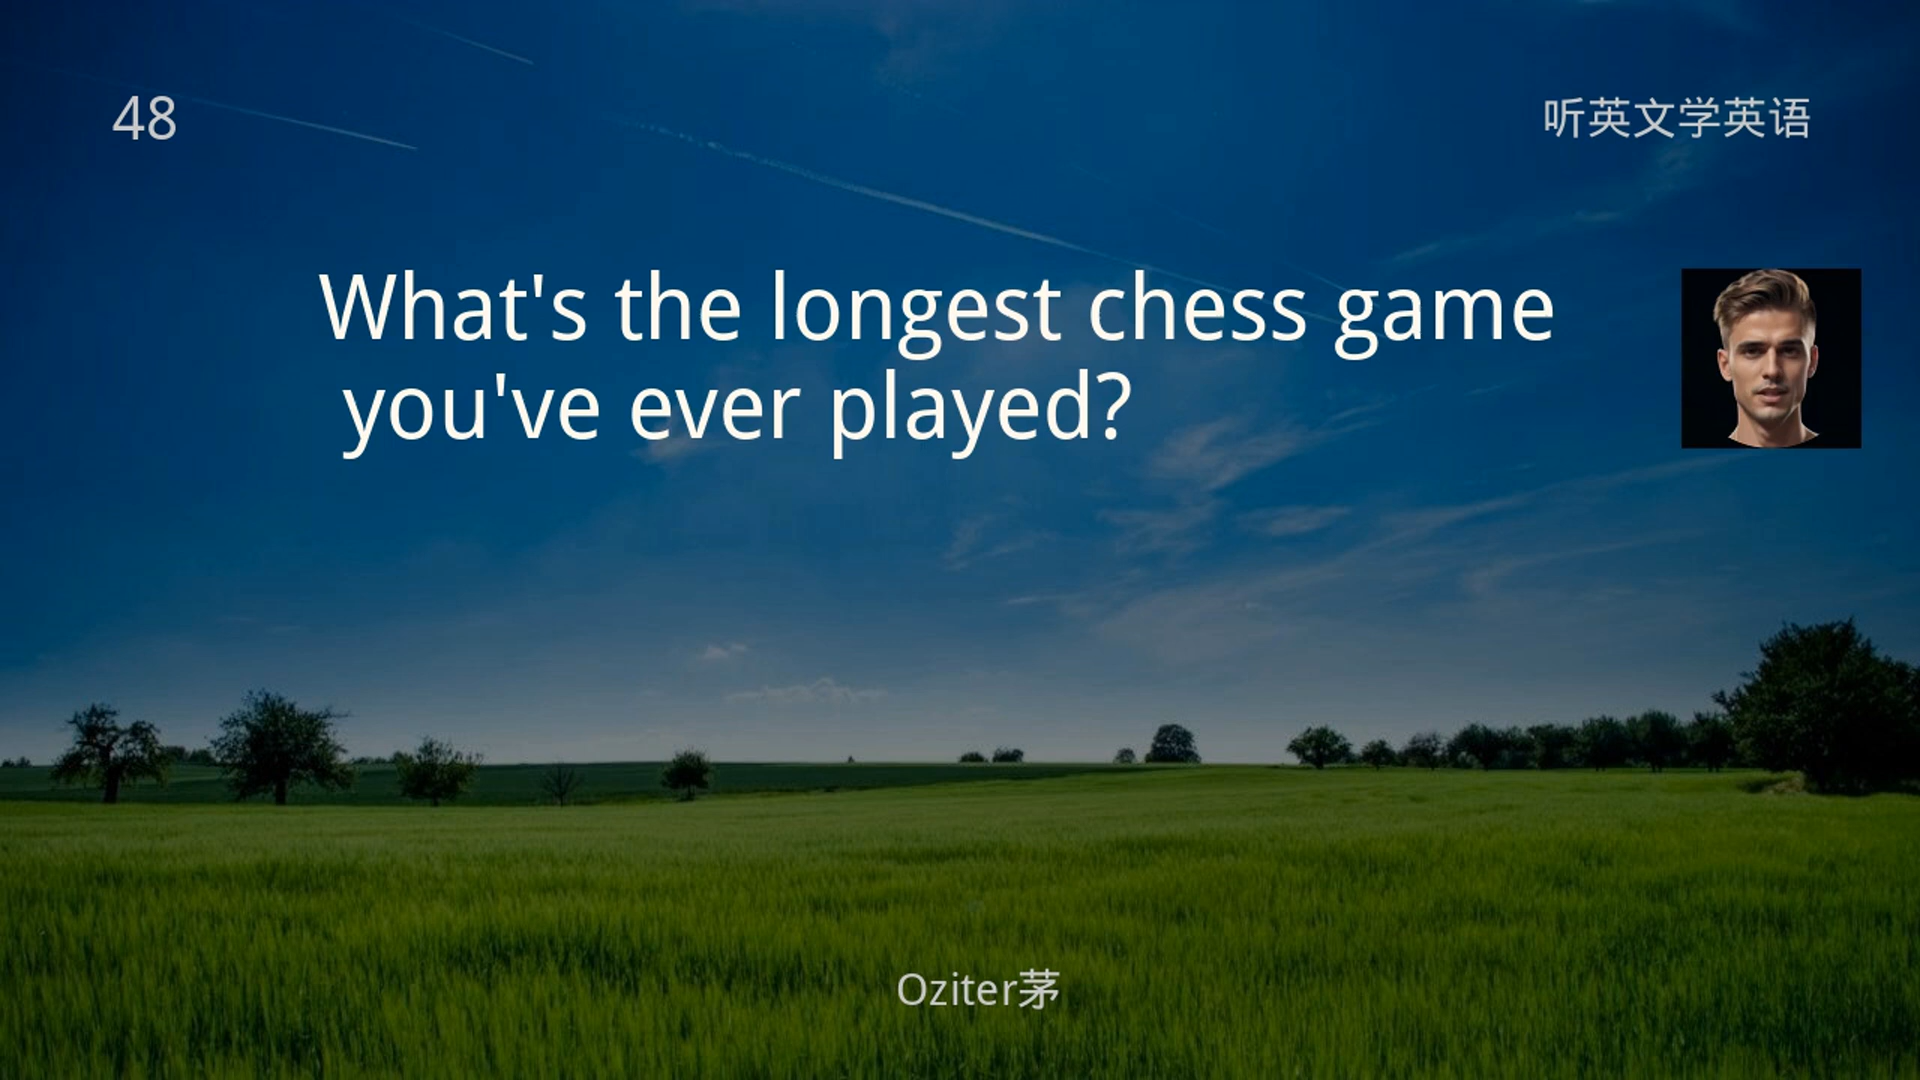 48
听英文学英语
What's the longest chess game
you've ever played?
Oziter茅